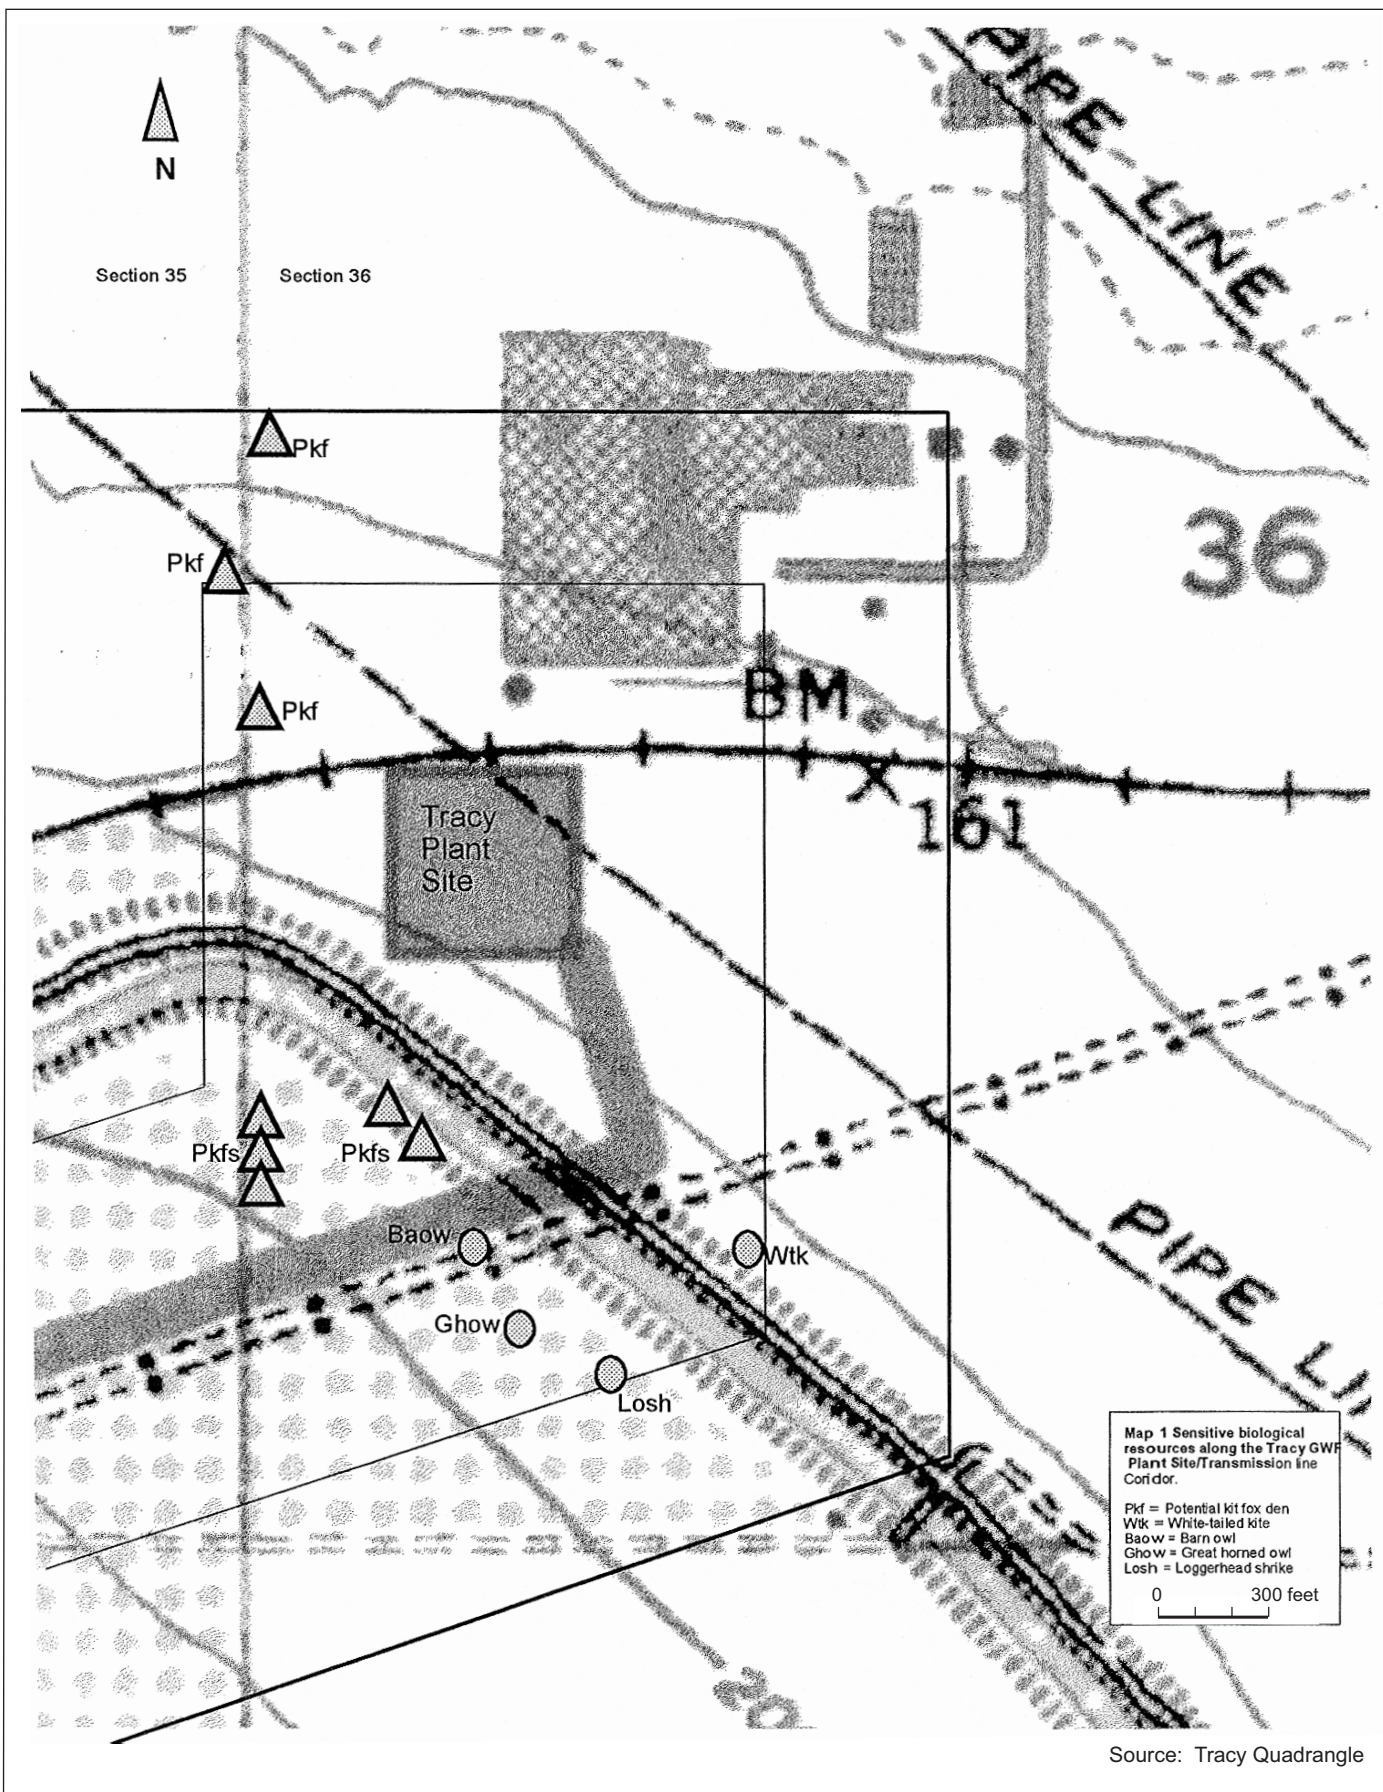 PIPE LINE
N
Section 35
Section 36
Pkf
36
Pkf
Pkf
BM
X 161
Tracy
Plant
Site
Pkfs
Pkfs
Baow
Wtk
PIPE
Ghow
Losh
Map 1 Sensitive biological
resources along the Tracy GWF
Plant Site/Transmission line
Corridor.
Pkf = Potential kit fox den
Wtk = White-tailed kite
Baow = Barn owl
Ghow = Great horned owl
Losh = Loggerhead shrike
0 300 feet
Source: Tracy Quadrangle